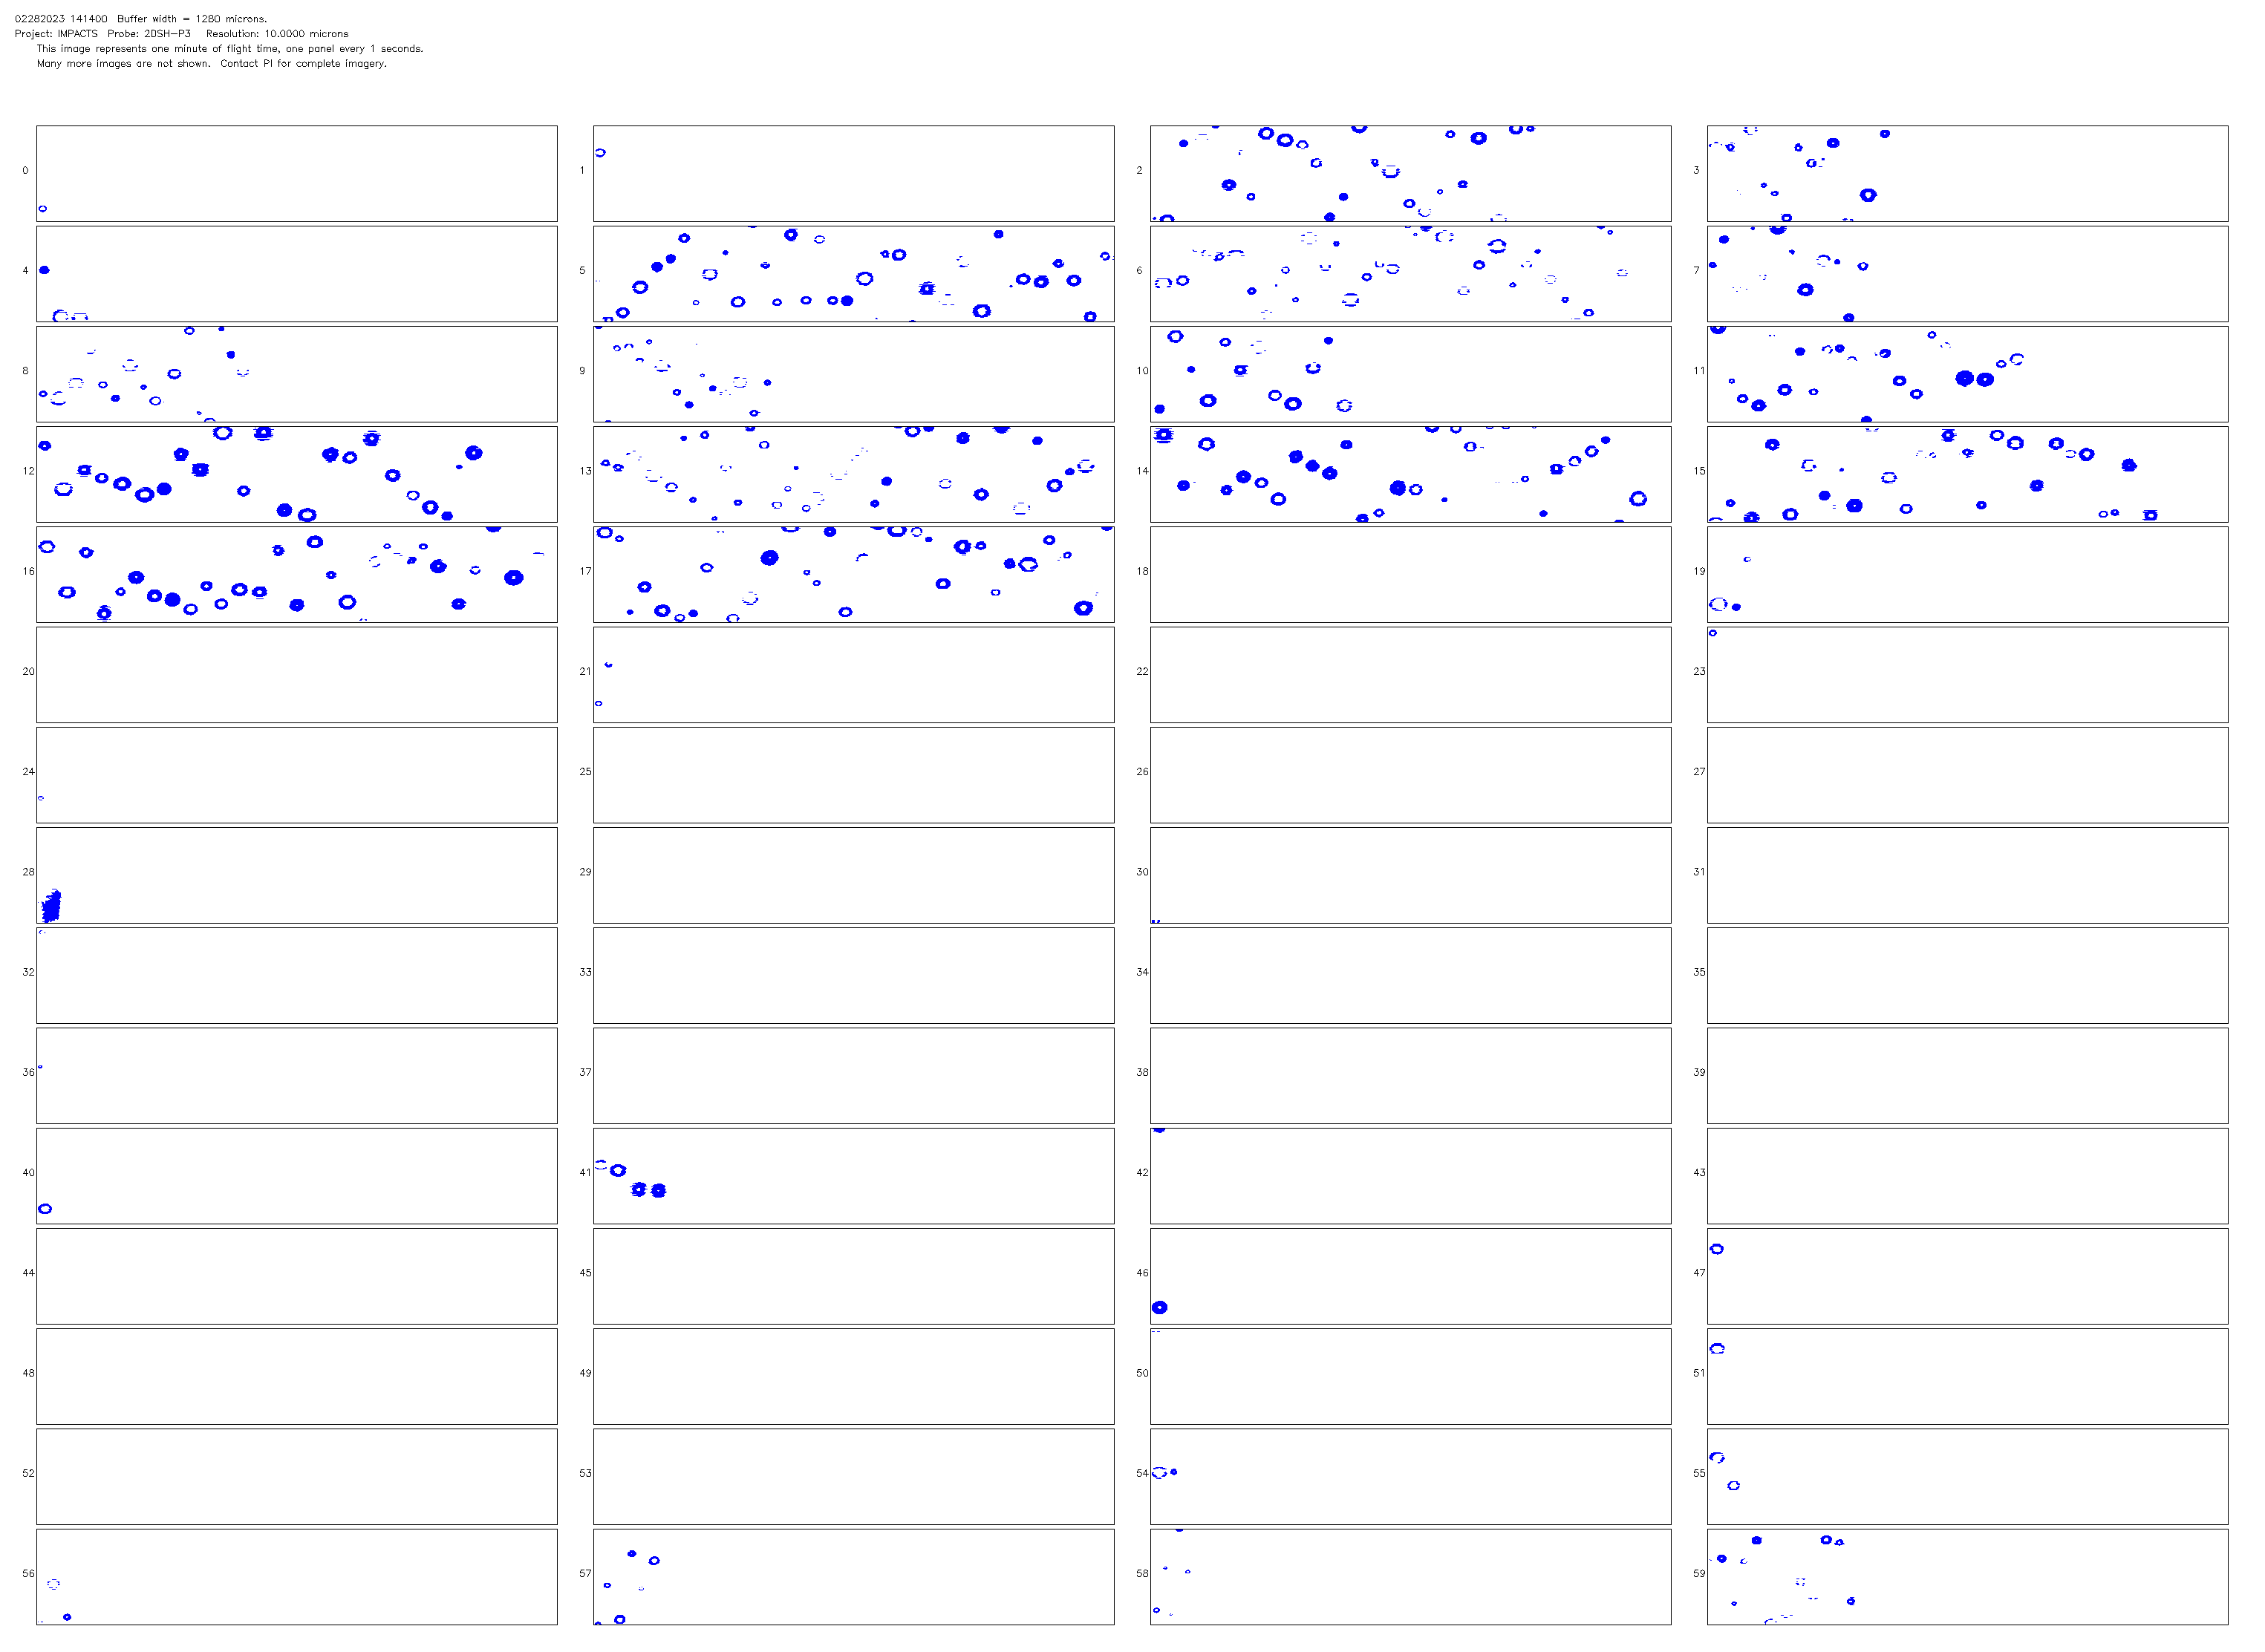 02282023 141400 Buffer width = 1280 microns.
Project: IMPACTS Probe: 2DSH-P3 Resolution: 10.0000 microns
This image represents one minute of flight time, one panel every 1 seconds.
Many more images are not shown. Contact PI for complete imagery.
0 1 2 3
4 5 6 7
8 9 10 11
12 13 14 15
16 17 18 19
20 21 22 23
24 25 26 27
28 29 30 31
32 33 34 35
36 37 38 39
40 41 42 43
44 45 46 47
48 49 50 51
52 53 54 55
56 57 58 59